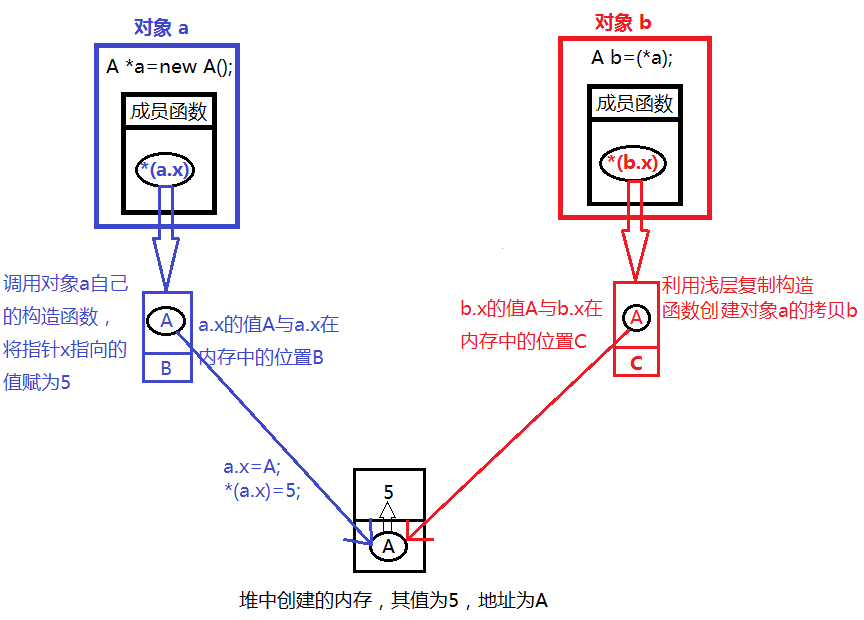 对象 a
A *a=new A();
成员函数
*(a.x)
调用对象a自己
的构造函数，
将指针x指向的
值赋为5
A
B
a.x的值A与a.x在
内存中的位置B
a.x=A;
*(a.x)=5;
对象 b
A b=(*a);
成员函数
*(b.x)
利用浅层复制构造
函数创建对象a的拷贝b
b.x的值A与b.x在
内存中的位置C
A
C
5
A
堆中创建的内存，其值为5，地址为A